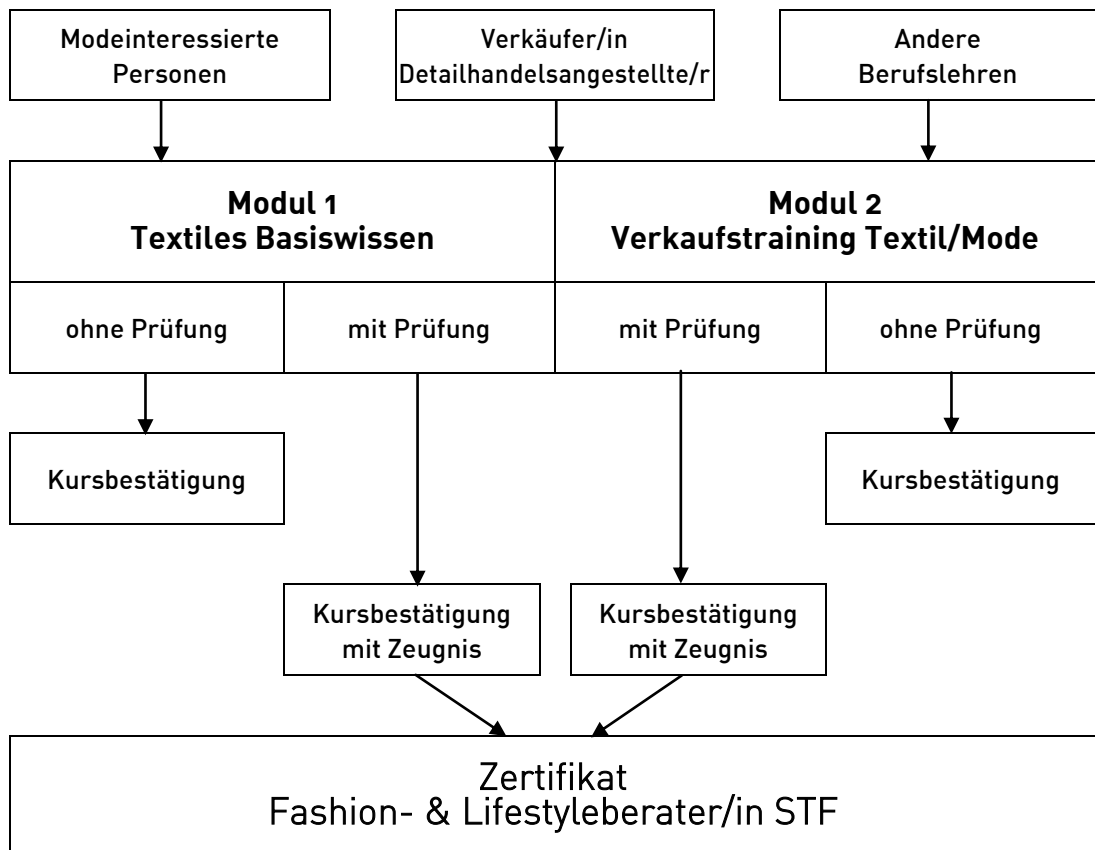 Modeinteressierte
Personen
Verkäufer/in
Detailhandelsangestellte/r
Andere
Berufslehren
Modul 1
Textiles Basiswissen
Modul 2
Verkaufstraining Textil/Mode
ohne Prüfung
mit Prüfung
mit Prüfung
ohne Prüfung
Kursbestätigung
Kursbestätigung
Kursbestätigung
mit Zeugnis
Kursbestätigung
mit Zeugnis
Zertifikat
Fashion- & Lifestyleberater/in STF